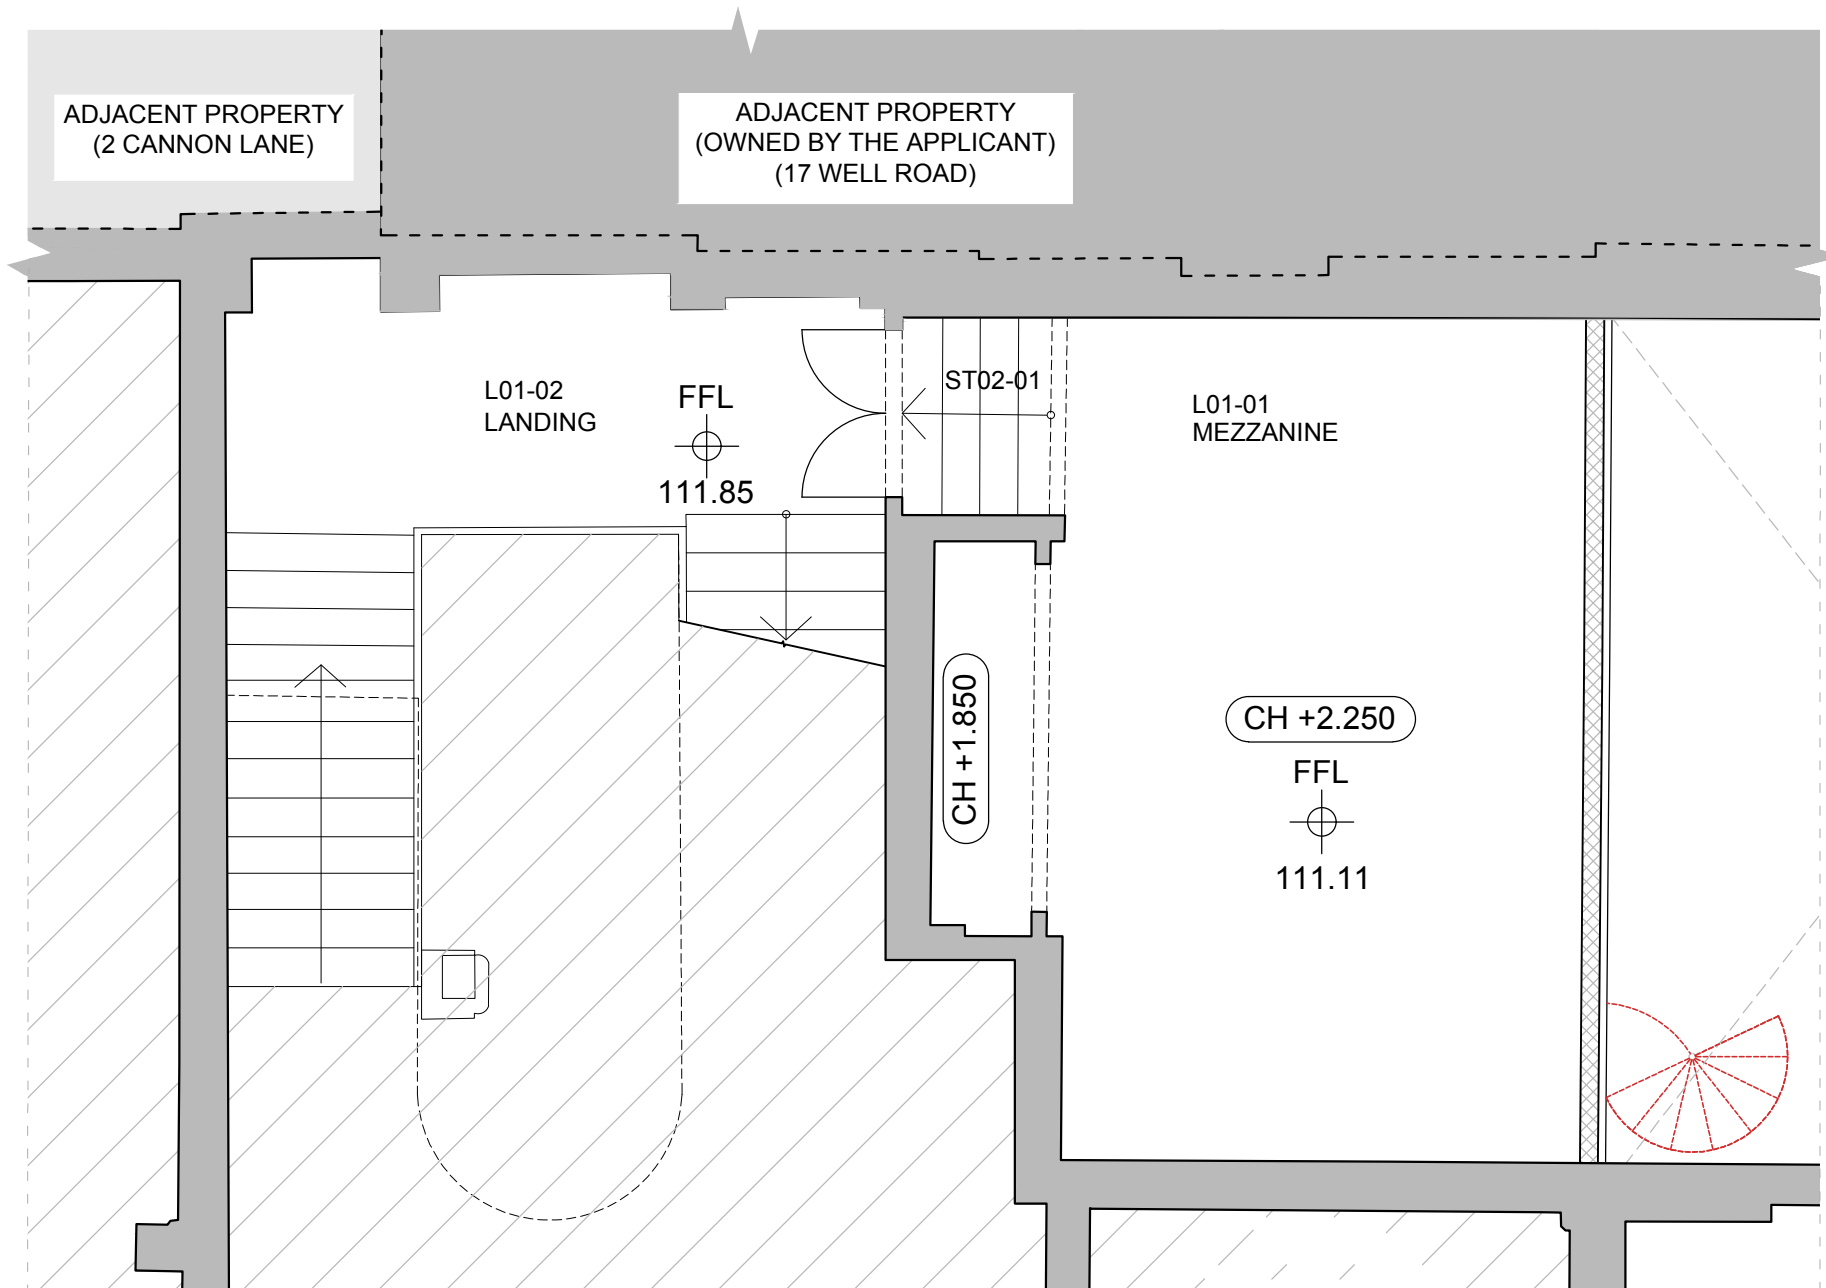 ADJACENT PROPERTY
(2 CANNON LANE)
ADJACENT PROPERTY
(OWNED BY THE APPLICANT)
(17 WELL ROAD)
L01-02
LANDING
FFL
111.85
ST02-01
L01-01
MEZZANINE
CH +1.850
CH +2.250
FFL
111.11